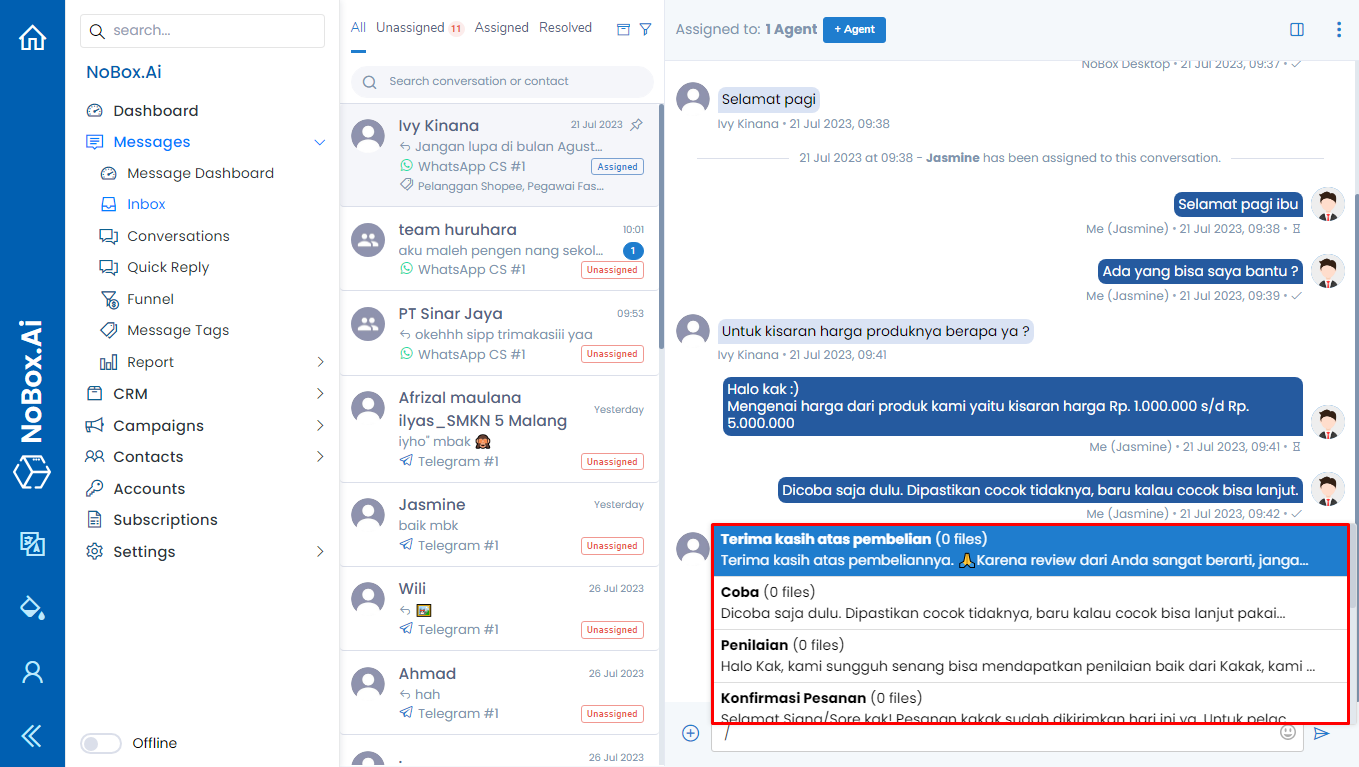 NoBox.Ai
search...
NoBox.Ai
Dashboard
Messages
Message Dashboard
Inbox
Conversations
Quick Reply
Funnel
Message Tags
Report
CRM
Campaigns
Contacts
Accounts
Subscriptions
Settings
Offline
All Unassigned 11 Assigned Resolved
Search conversation or contact
Ivy Kinana 21 Jul 2023
Jangan lupa di bulan Agust...
WhatsApp CS #1 Assigned
Pelanggan Shopee, Pegawai Fas...
team huruhara 10:01
aku maleh pengen nang sekol... 1
WhatsApp CS #1 Unassigned
PT Sinar Jaya 09:53
okehhh sipp trimakasiii yaa
WhatsApp CS #1 Unassigned
Afrizal maulana
ilyas_SMKN 5 Malang Yesterday
iyho" mbak 🙊
Telegram #1 Unassigned
Jasmine Yesterday
baik mbk
Telegram #1 Unassigned
Wili 26 Jul 2023
Telegram #1 Unassigned
Ahmad 26 Jul 2023
hah
Telegram #1 Unassigned
26 Jul 2023
Assigned to: 1 Agent + Agent
NoBox Desktop • 21 Jul 2023, 09:37 •
Selamat pagi
Ivy Kinana • 21 Jul 2023, 09:38
21 Jul 2023 at 09:38 - Jasmine has been assigned to this conversation.
Selamat pagi ibu
Me (Jasmine) • 21 Jul 2023, 09:38 •
Ada yang bisa saya bantu ?
Me (Jasmine) • 21 Jul 2023, 09:39 •
Untuk kisaran harga produknya berapa ya ?
Ivy Kinana • 21 Jul 2023, 09:41
Halo kak :)
Mengenai harga dari produk kami yaitu kisaran harga Rp. 1.000.000 s/d Rp.
5.000.000
Me (Jasmine) • 21 Jul 2023, 09:41 •
Dicoba saja dulu. Dipastikan cocok tidaknya, baru kalau cocok bisa lanjut.
Me (Jasmine) • 21 Jul 2023, 09:42 •
Terima kasih atas pembelian (0 files)
Terima kasih atas pembeliannya. 🙏Karena review dari Anda sangat berarti, janga...
Coba (0 files)
Dicoba saja dulu. Dipastikan cocok tidaknya, baru kalau cocok bisa lanjut pakai...
Penilaian (0 files)
Halo Kak, kami sungguh senang bisa mendapatkan penilaian baik dari Kakak, kami ...
Konfirmasi Pesanan (0 files)
Selamat Siang/Sore kak! Pesanan kakak sudah dikirimkan hari ini ya. Untuk pelac...
/